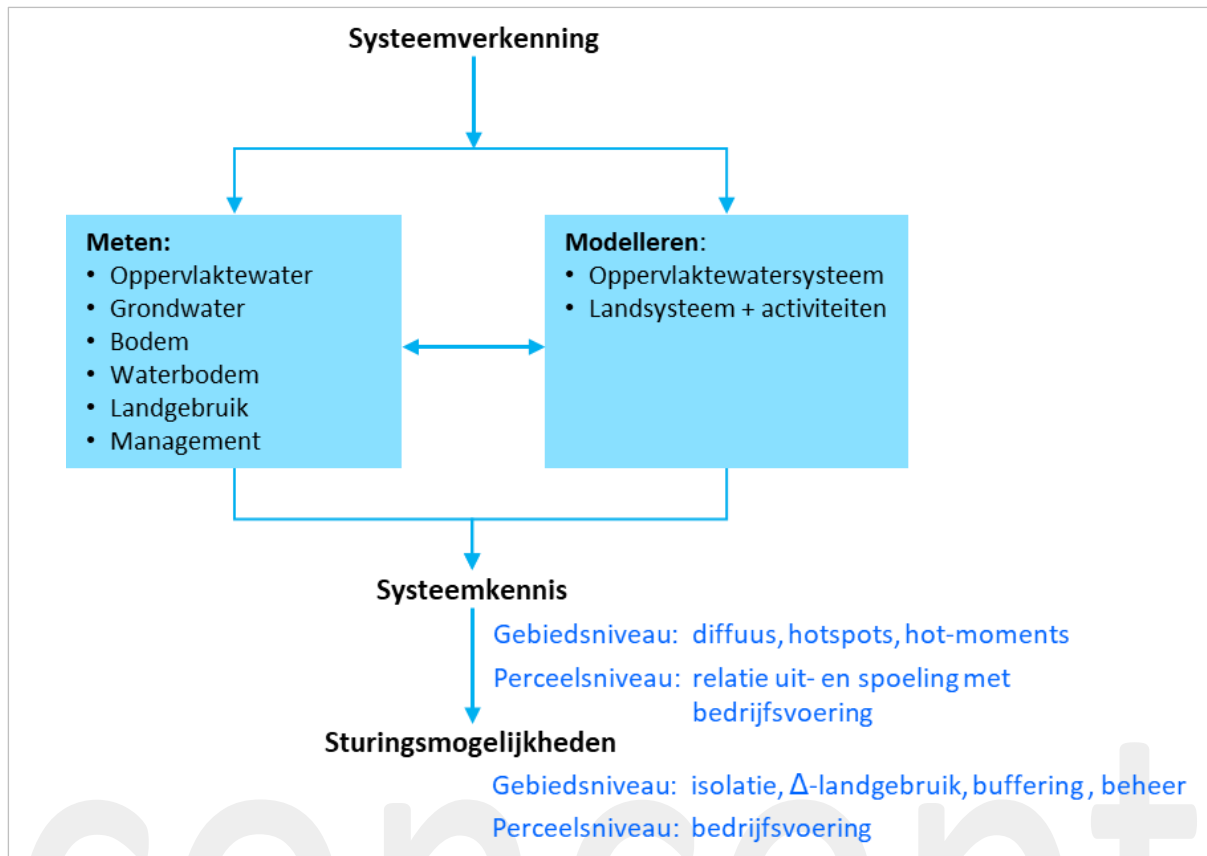 Systeemverkenning
Meten:
• Oppervlaktewater
• Grondwater
• Bodem
• Waterbodem
• Landgebruik
• Management
Modelleren:
• Oppervlaktewatersysteem
• Landsysteem + activiteiten
Systeemkennis
Gebiedsniveau: diffuus, hotspots, hot-moments
Perceelsniveau: relatie uit- en spoeling met
bedrijfsvoering
Sturingsmogelijkheden
Gebiedsniveau: isolatie, Δ-landgebruik, buffering , beheer
Perceelsniveau: bedrijfsvoering
concept